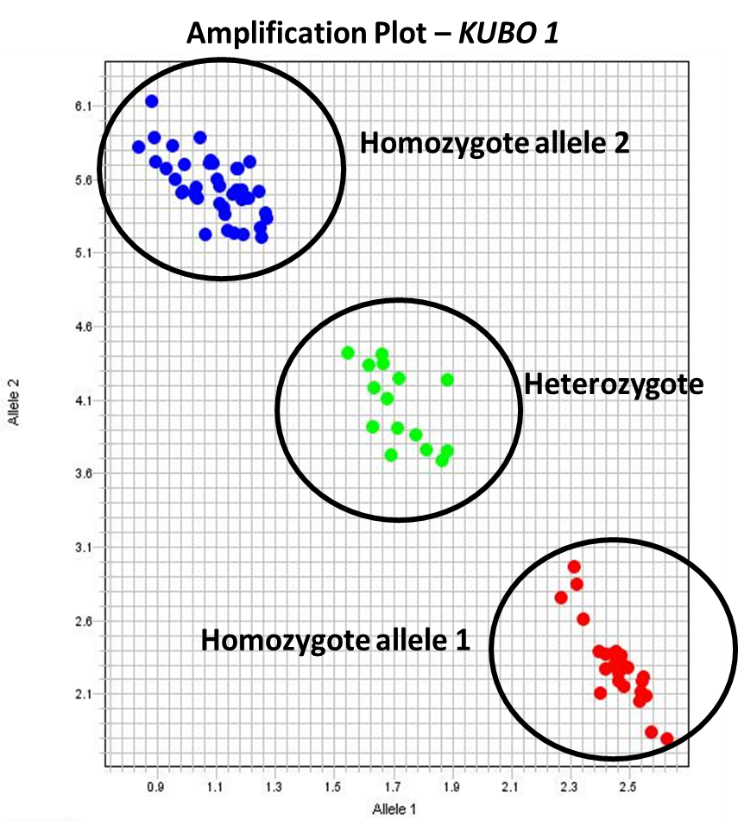 Amplification Plot – KUBO 1
Homozygote allele 2
Heterozygote
Homozygote allele 1
Allele 2
6.1
5.6
5.1
4.6
4.1
3.6
3.1
2.6
2.1
0.9 1.1 1.3 1.5 1.7 1.9 2.1 2.3 2.5
Allele 1